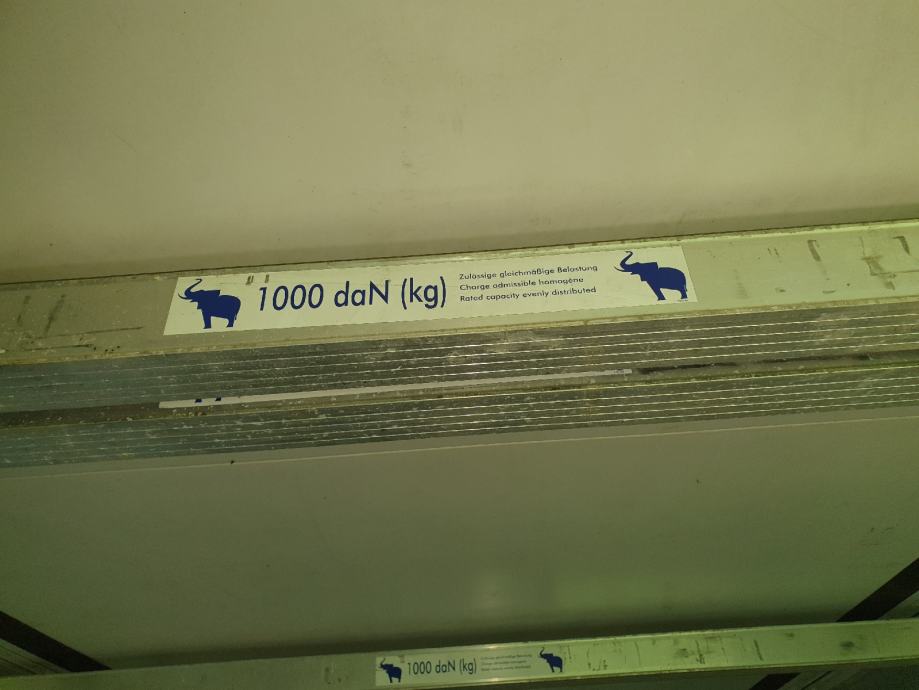 1000 daN (kg)
Zulässige gleichmäßige Belastung
Charge admissible homogène
Rated capacity evenly distributed
1000 daN (kg)